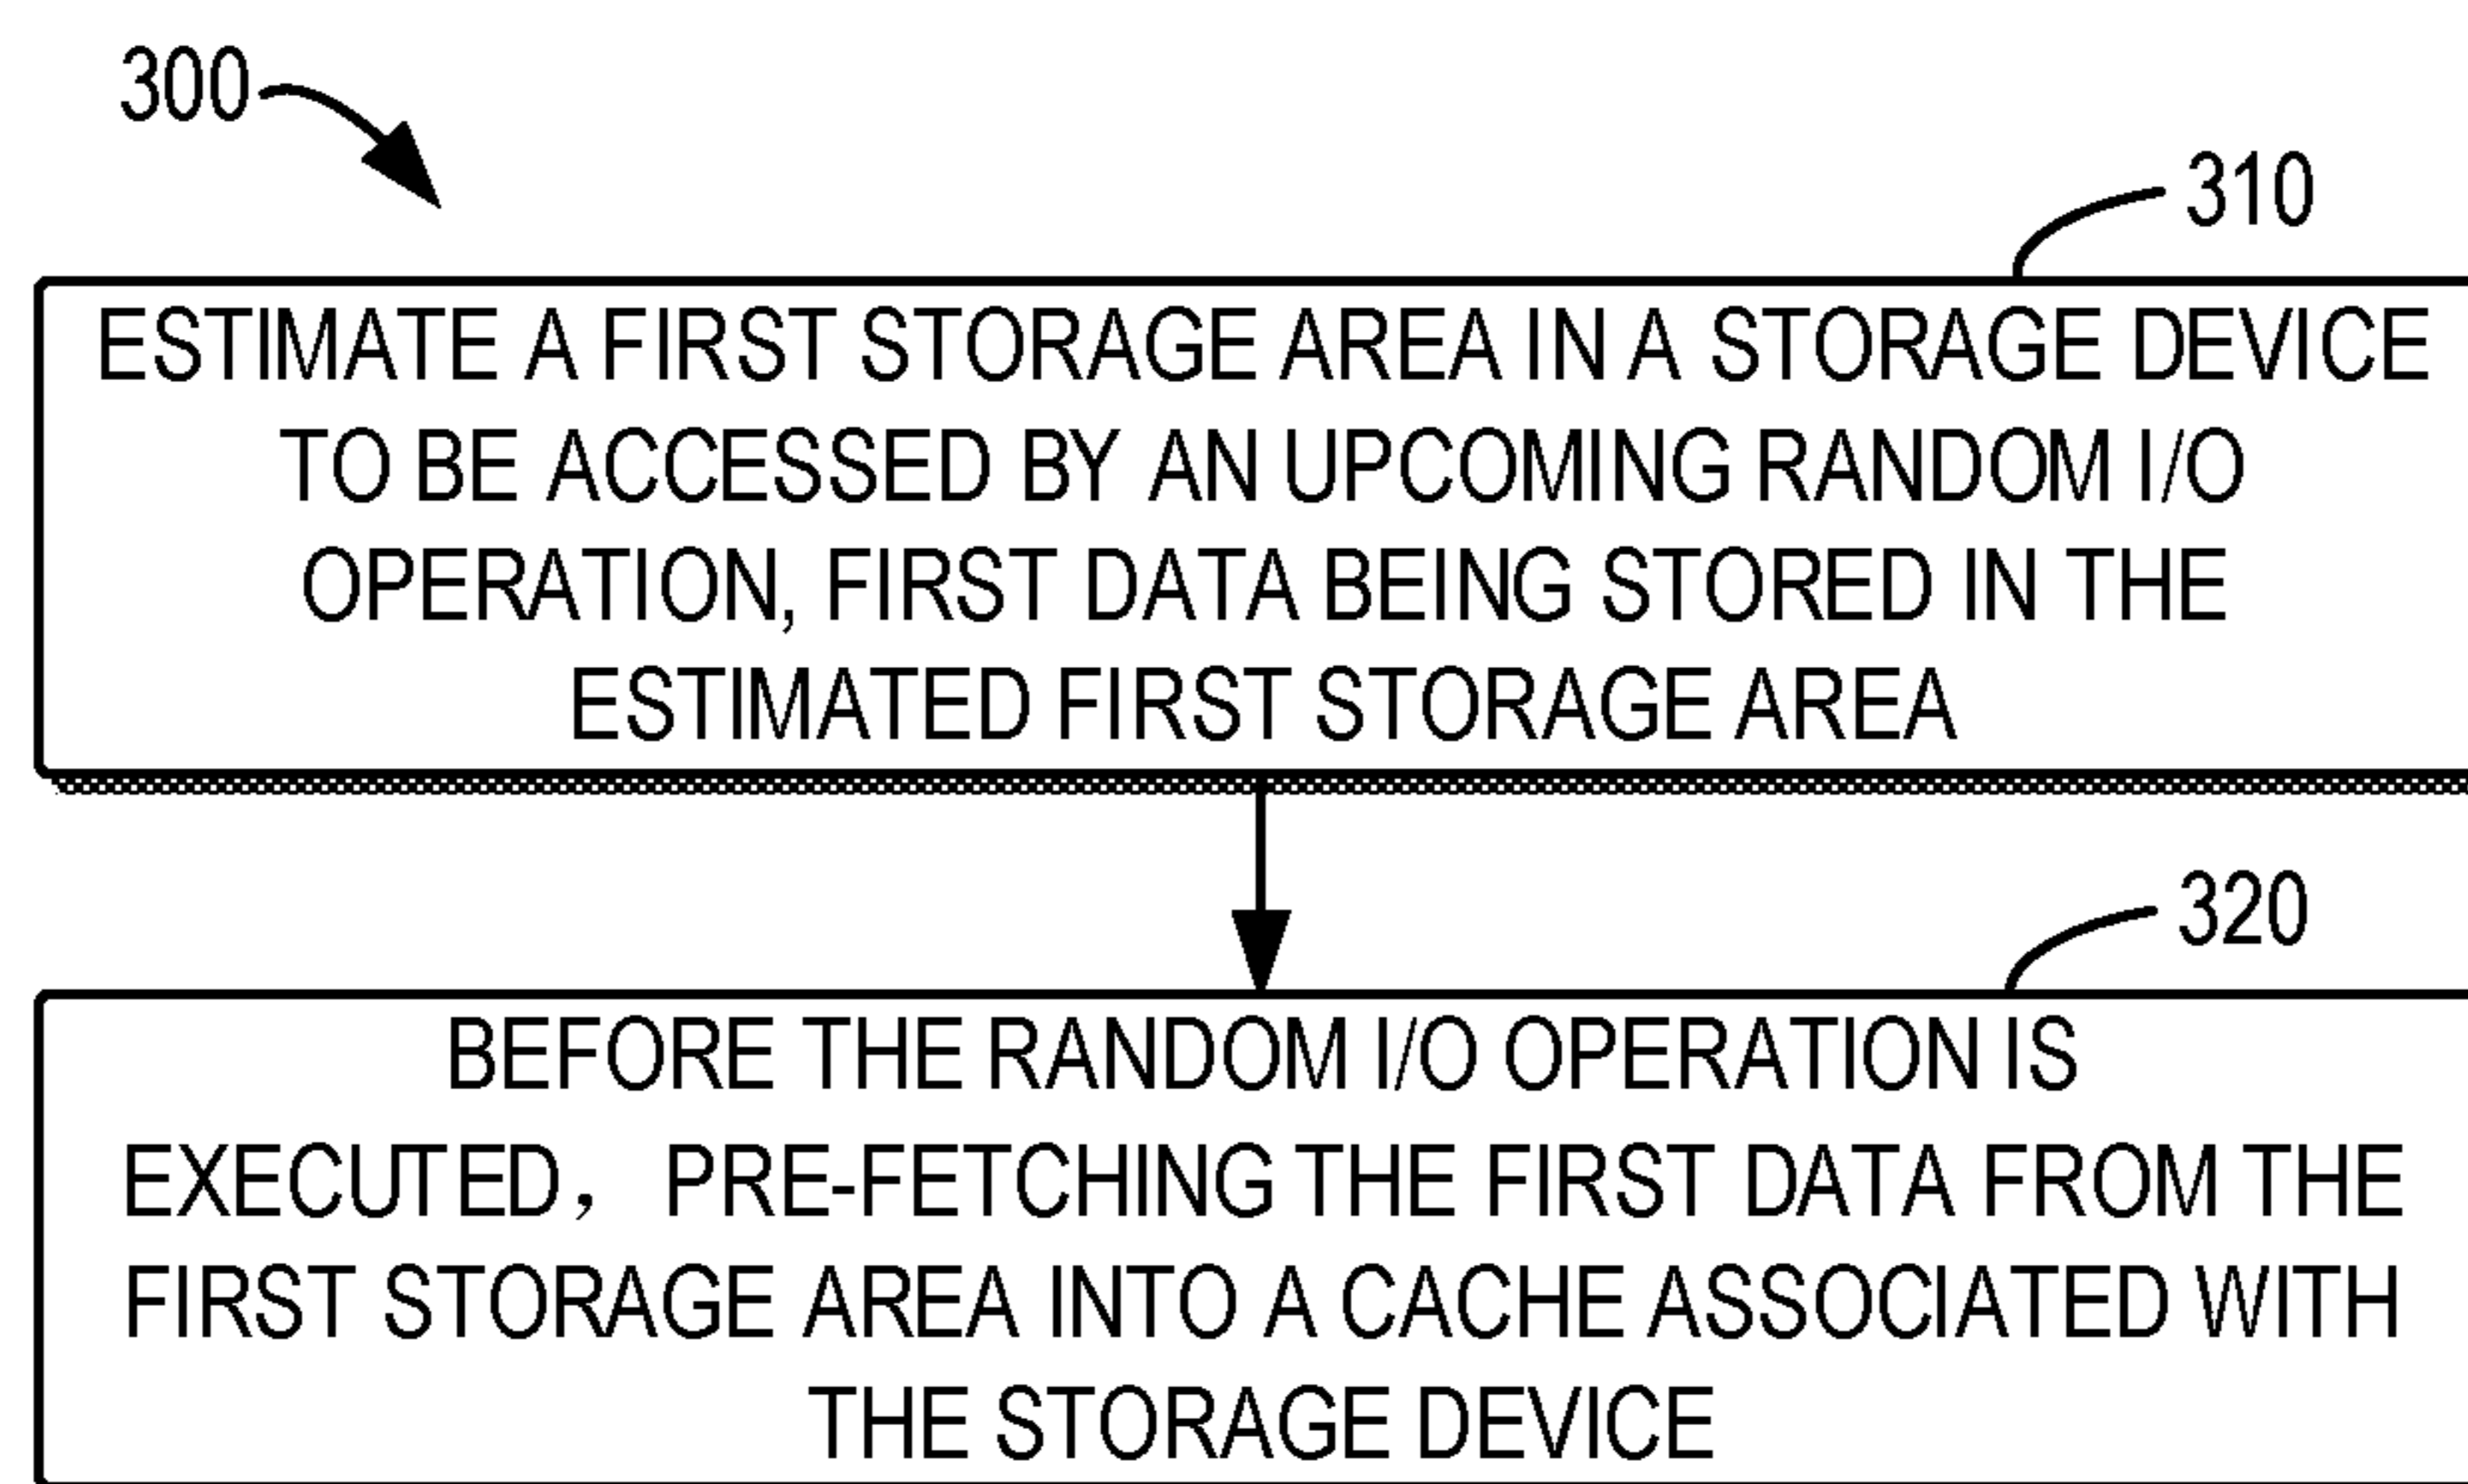 300
310
ESTIMATE A FIRST STORAGE AREA IN A STORAGE DEVICE
TO BE ACCESSED BY AN UPCOMING RANDOM I/O
OPERATION, FIRST DATA BEING STORED IN THE
ESTIMATED FIRST STORAGE AREA
320
BEFORE THE RANDOM I/O OPERATION IS
EXECUTED, PRE-FETCHING THE FIRST DATA FROM THE
FIRST STORAGE AREA INTO A CACHE ASSOCIATED WITH
THE STORAGE DEVICE